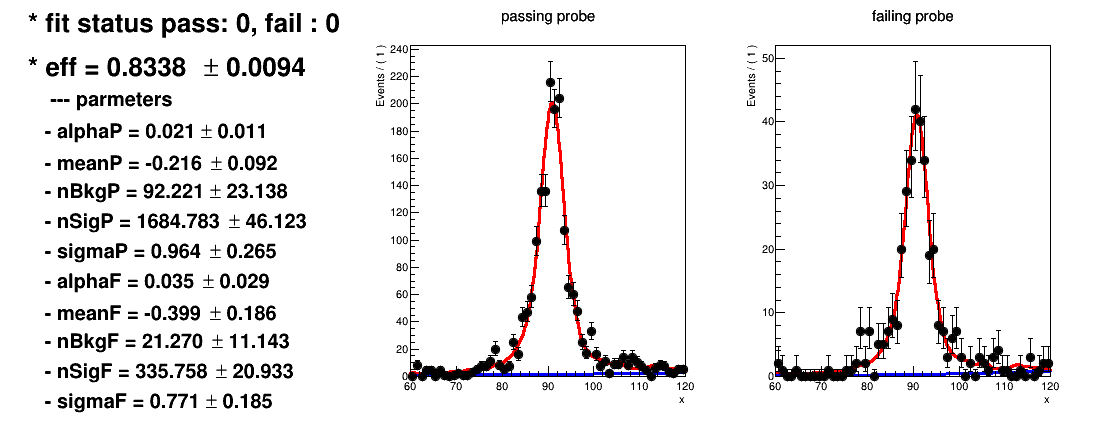 * fit status pass: 0, fail : 0
* eff = 0.8338 ± 0.0094
--- parmeters
- alphaP = 0.021 ± 0.011
- meanP = -0.216 ± 0.092
- nBkgP = 92.221 ± 23.138
- nSigP = 1684.783 ± 46.123
- sigmaP = 0.964 ± 0.265
- alphaF = 0.035 ± 0.029
- meanF = -0.399 ± 0.186
- nBkgF = 21.270 ± 11.143
- nSigF = 335.758 ± 20.933
- sigmaF = 0.771 ± 0.185
passing probe
Events / ( 1 )
240
220
200
180
160
140
120
100
80
60
40
20
0
60 70 80 90 100 110 120
x
failing probe
Events / ( 1 )
50
40
30
20
10
0
60 70 80 90 100 110 120
x